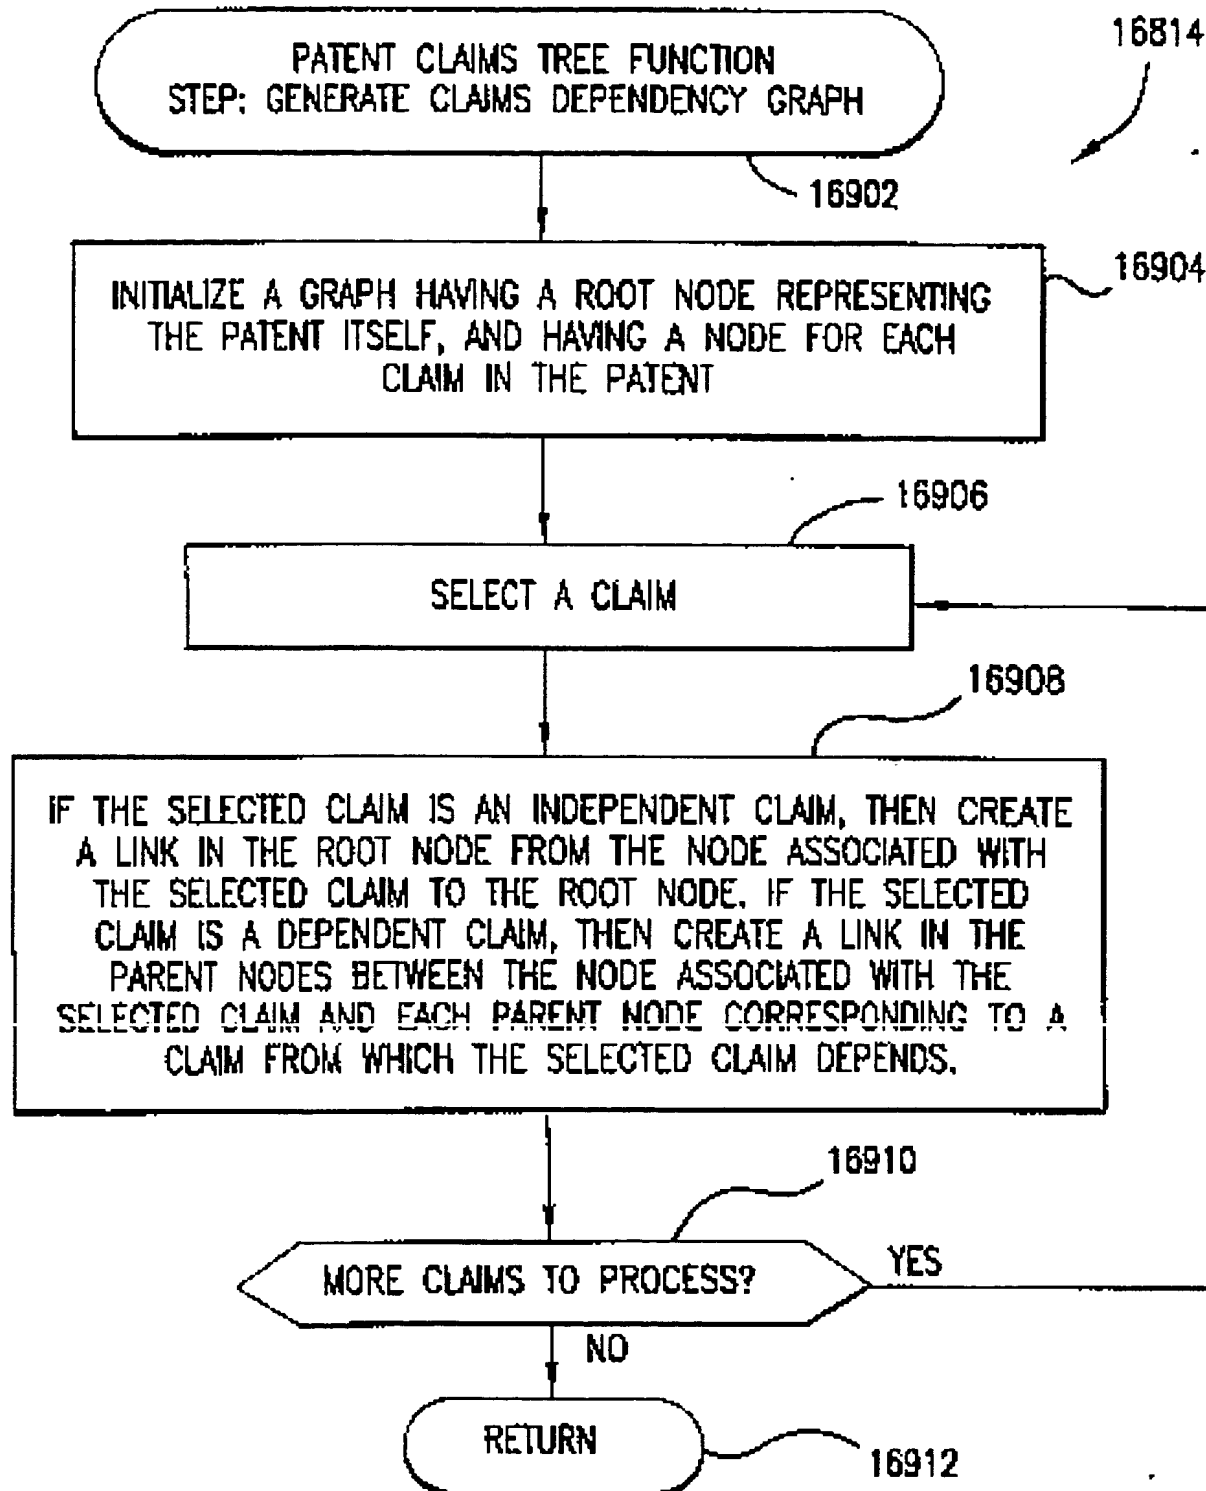 16814
PATENT CLAIMS TREE FUNCTION
STEP: GENERATE CLAIMS DEPENDENCY GRAPH
16902
16904
INITIALIZE A GRAPH HAVING A ROOT NODE REPRESENTING
THE PATENT ITSELF, AND HAVING A NODE FOR EACH
CLAIM IN THE PATENT
16906
SELECT A CLAIM
16908
IF THE SELECTED CLAIM IS AN INDEPENDENT CLAIM, THEN CREATE
A LINK IN THE ROOT NODE FROM THE NODE ASSOCIATED WITH
THE SELECTED CLAIM TO THE ROOT NODE. IF THE SELECTED
CLAIM IS A DEPENDENT CLAIM, THEN CREATE A LINK IN THE
PARENT NODES BETWEEN THE NODE ASSOCIATED WITH THE
SELECTED CLAIM AND EACH PARENT NODE CORRESPONDING TO A
CLAIM FROM WHICH THE SELECTED CLAIM DEPENDS.
16910
MORE CLAIMS TO PROCESS?
YES
NO
RETURN
16912